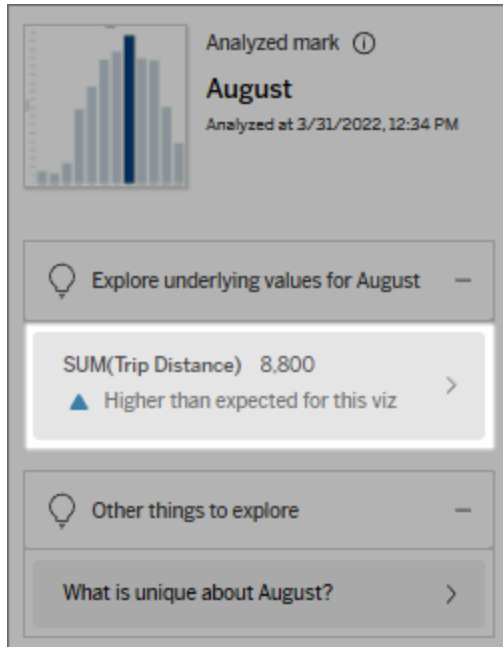 Analyzed mark
August
Analyzed at 3/31/2022, 12:34 PM
Explore underlying values for August
SUM(Trip Distance) 8,800
Higher than expected for this viz
Other things to explore
What is unique about August?